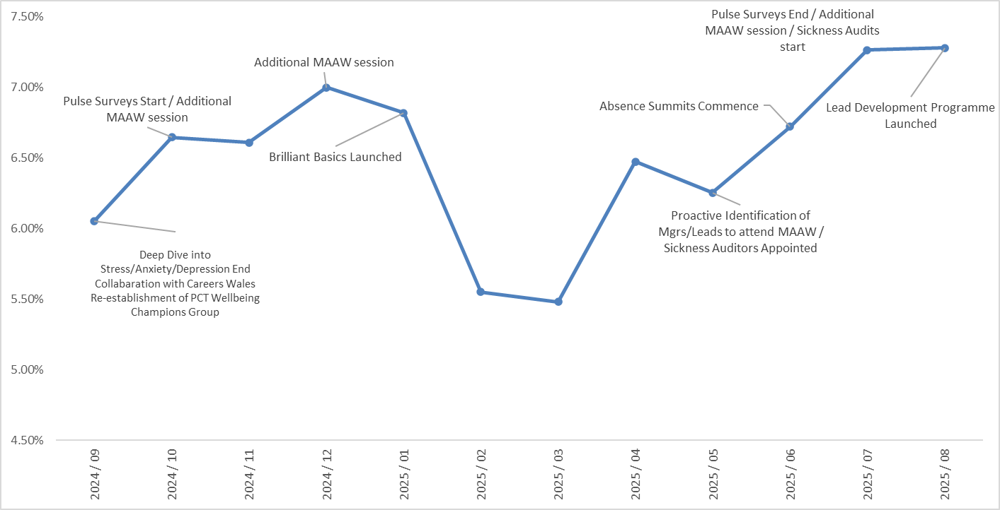 7.50%
7.00%
6.50%
6.00%
5.50%
5.00%
4.50%
Pulse Surveys Start / Additional
MAAW session
Additional MAAW session
Brilliant Basics Launched
Deep Dive into
Stress/Anxiety/Depression End
Collabaration with Careers Wales
Re-establishment of PCT Wellbeing
Champions Group
Pulse Surveys End / Additional
MAAW session / Sickness Audits
start
Absence Summits Commence
Lead Development Programme
Launched
Proactive Identification of
Mgrs/Leads to attend MAAW /
Sickness Auditors Appointed
2024 / 09
2024 / 10
2024 / 11
2024 / 12
2025 / 01
2025 / 02
2025 / 03
2025 / 04
2025 / 05
2025 / 06
2025 / 07
2025 / 08